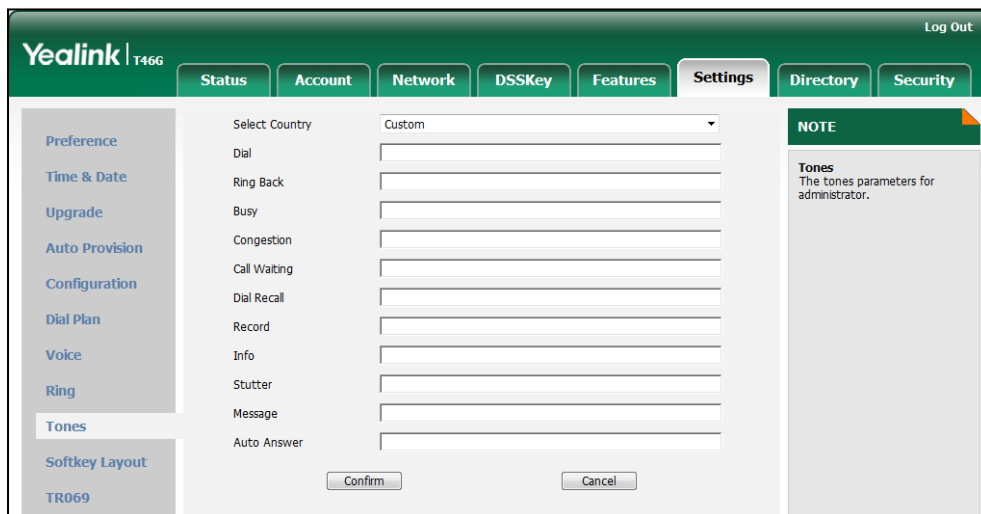 Log Out
Yealink T46G
Status Account Network DSSKey Features Settings Directory Security
Preference
Time & Date
Upgrade
Auto Provision
Configuration
Dial Plan
Voice
Ring
Tones
Softkey Layout
TR069
Select Country Custom
Dial
Ring Back
Busy
Congestion
Call Waiting
Dial Recall
Record
Info
Stutter
Message
Auto Answer
Confirm Cancel
NOTE
Tones
The tones parameters for
administrator.